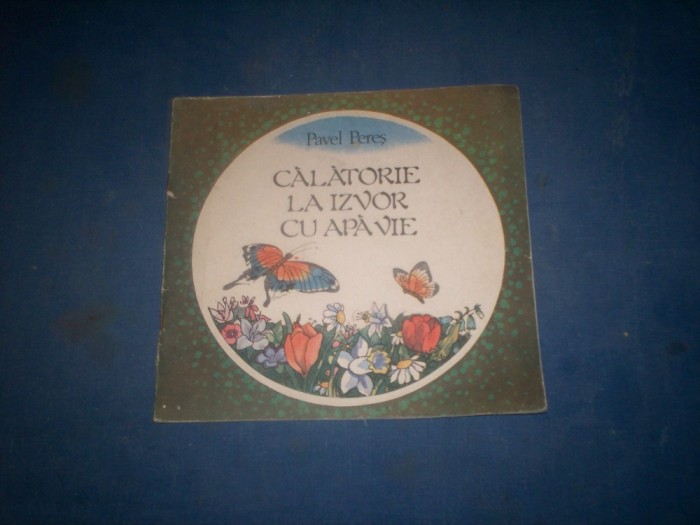 Pavel Pereș
CĂLĂTORIE
LA IZVOR
CU APĂ VIE